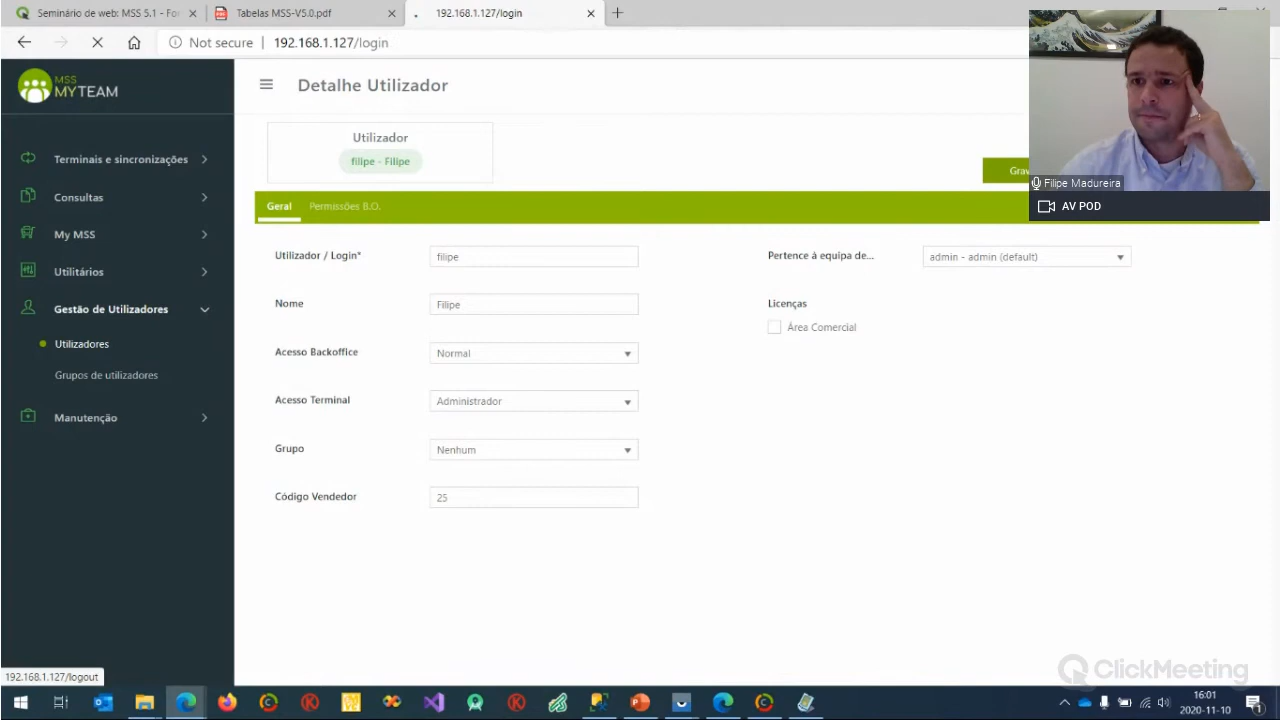 Seminário de web: MSS 5.1 - Fo
Tabelas MSS-V5.0.pdf
192.168.1.127/login
Not secure
192.168.1.127/login
MSS
MYTEAM
Detalhe Utilizador
Utilizador
filipe - Filipe
Grav
Filipe Madureira
AV POD
Terminais e sincronizações
Consultas
My MSS
Utilitários
Gestão de Utilizadores
Utilizadores
Grupos de utilizadores
Manutenção
Geral
Permissões B.O.
Utilizador / Login*
filipe
Pertence à equipa de...
admin - admin (default)
Nome
Filipe
Licenças
Área Comercial
Acesso Backoffice
Normal
Acesso Terminal
Administrador
Grupo
Nenhum
Código Vendedor
25
192.168.1.127/logout
ClickMeeting
16:01
2020-11-10